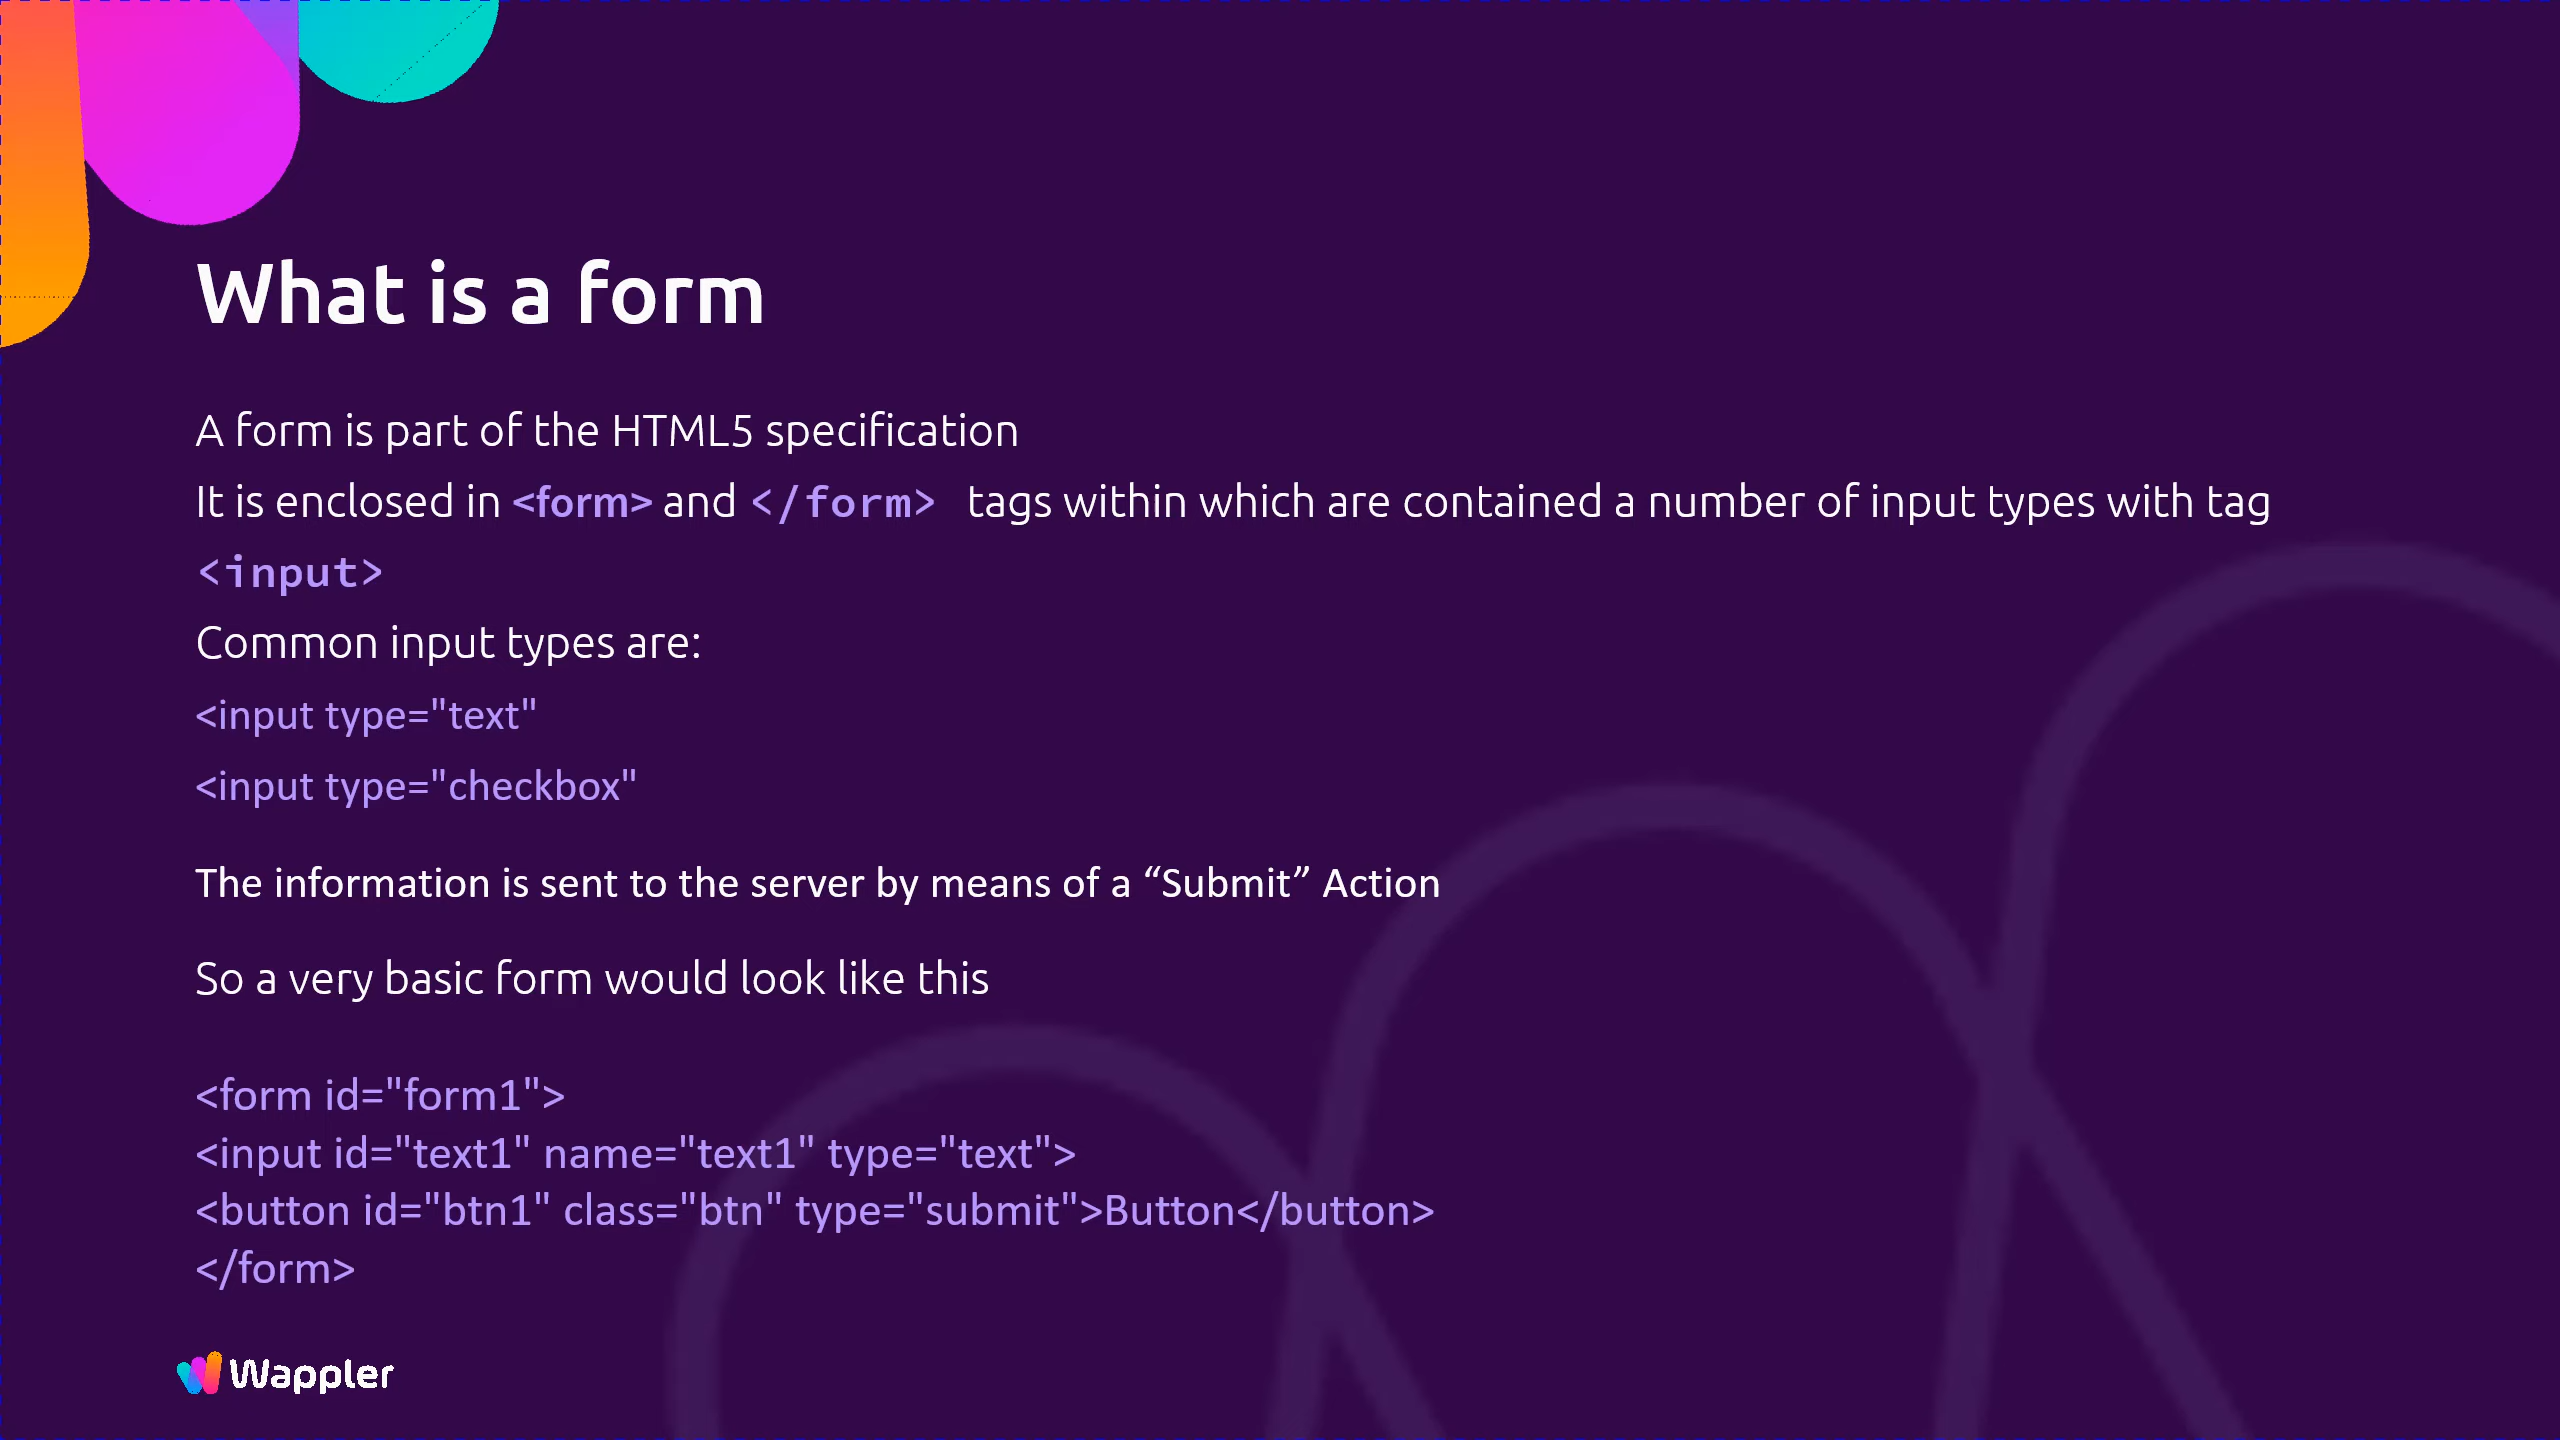 What is a form
A form is part of the HTML5 specification
It is enclosed in <form> and </form> tags within which are contained a number of input types with tag
<input>
Common input types are:
<input type="text"
<input type="checkbox"
The information is sent to the server by means of a “Submit” Action
So a very basic form would look like this
<form id="form1">
<input id="text1" name="text1" type="text">
<button id="btn1" class="btn" type="submit">Button</button>
</form>
Wappler